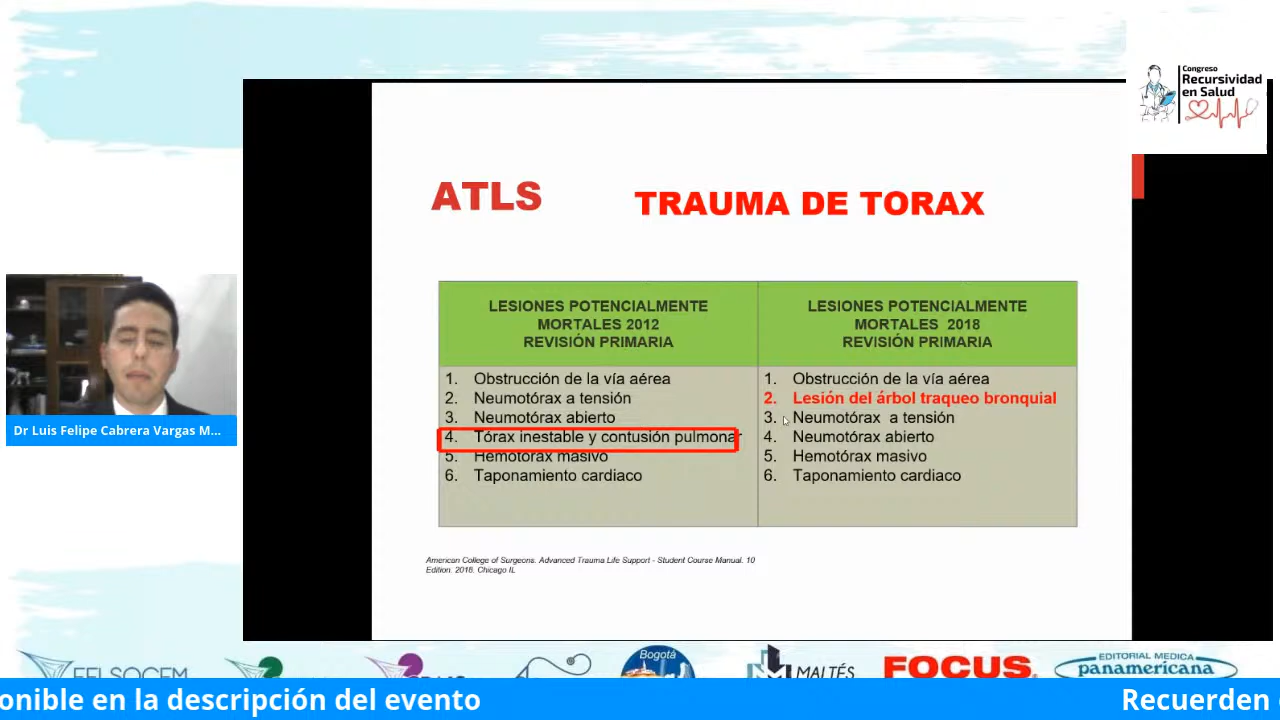 Congreso
Recursividad
en Salud
ATLS
TRAUMA DE TORAX
LESIONES POTENCIALMENTE
MORTALES 2012
REVISIÓN PRIMARIA
1. Obstrucción de la vía aérea
2. Neumotórax a tensión
3. Neumotórax abierto
4. Tórax inestable y contusión pulmonar
5. Hemotórax masivo
6. Taponamiento cardiaco
LESIONES POTENCIALMENTE
MORTALES 2018
REVISIÓN PRIMARIA
1. Obstrucción de la vía aérea
2. Lesión del árbol traqueo bronquial
3. Neumotórax a tensión
4. Neumotórax abierto
5. Hemotórax masivo
6. Taponamiento cardiaco
American College of Surgeons. Advanced Trauma Life Support - Student Course Manual. 10
Edition. 2018. Chicago IL
Dr Luis Felipe Cabrera Vargas M...
Bogotá
MALTÉS
FOCUS
EDITORIAL MEDICA
panamericana
onible en la descripción del evento
Recuerden